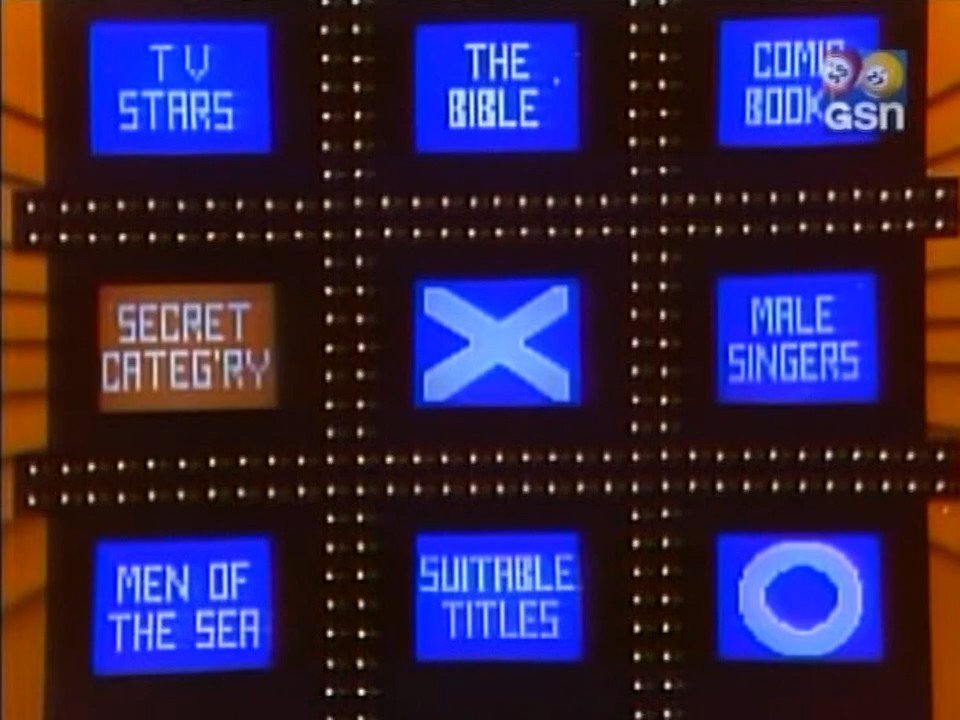 TV
STARS
THE
BIBLE
COMIC
BOOK
GSN
SECRET
CATEG'RY
X
MALE
SINGERS
MEN OF
THE SEA
SUITABLE
TITLES
O